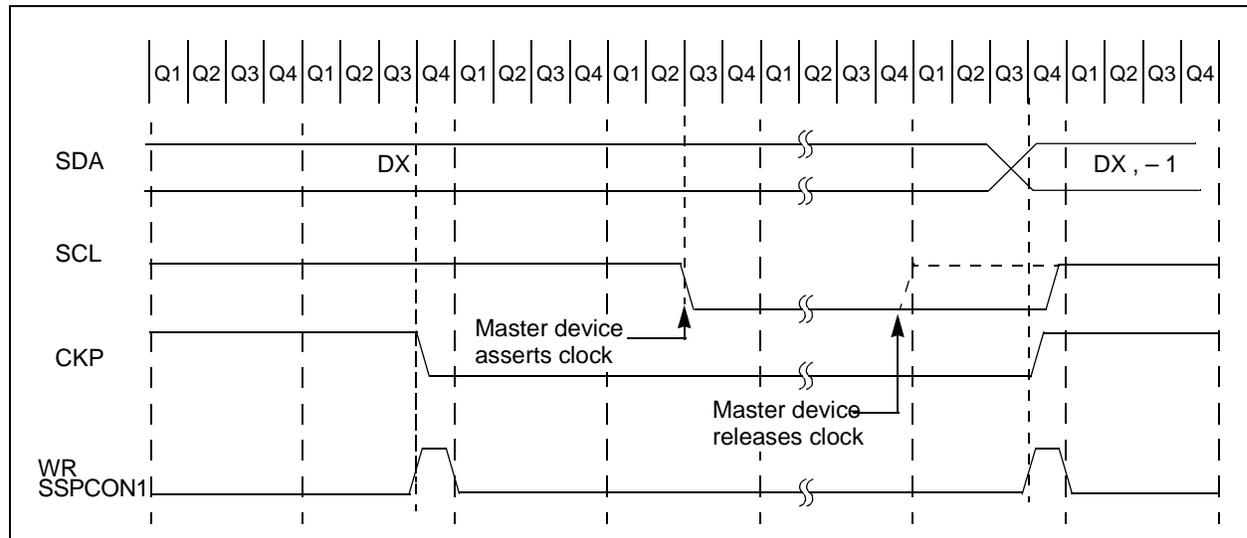 Q1 Q2 Q3 Q4 Q1 Q2 Q3 Q4 Q1 Q2 Q3 Q4 Q1 Q2 Q3 Q4 Q1 Q2 Q3 Q4 Q1 Q2 Q3 Q4 Q1 Q2 Q3 Q4
SDA
DX
DX , – 1
SCL
Master device
asserts clock
CKP
Master device
releases clock
WR
SSPCON1